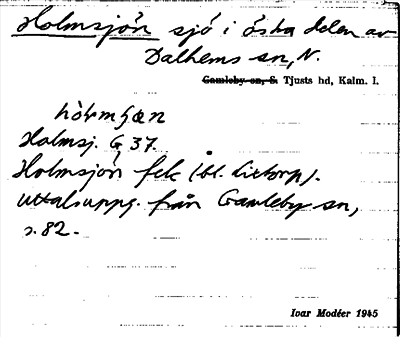 Holmsjön sjö i östra delen av
Dalhems sn, N.
Gamleby sn, S. Tjusts hd, Kalm. l.
Holmsj. G 37.
Holmsjön fek (bl. Åetorp).
uttalsuppg. från Gamleby sn,
s. 82.
Ivar Modéer 1945